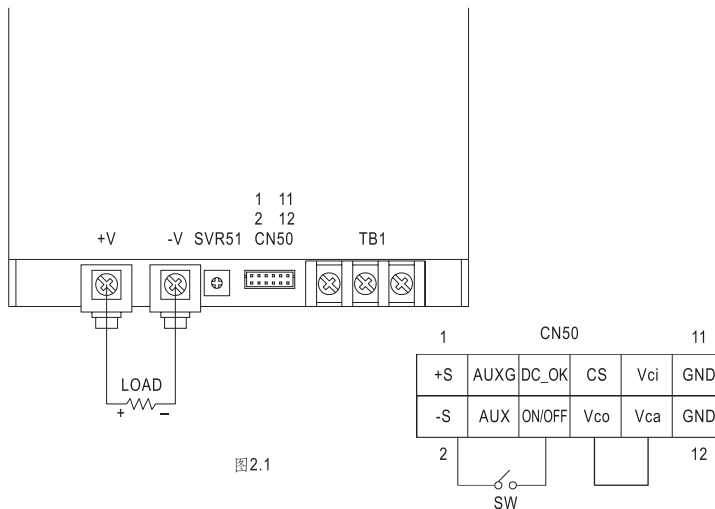 1 11
2 12
+V -V SVR51 CN50 TB1
LOAD
+ −
图2.1
1 CN50 11
+S AUXG DC_OK CS Vci GND
-S AUX ON/OFF Vco Vca GND
2 12
SW